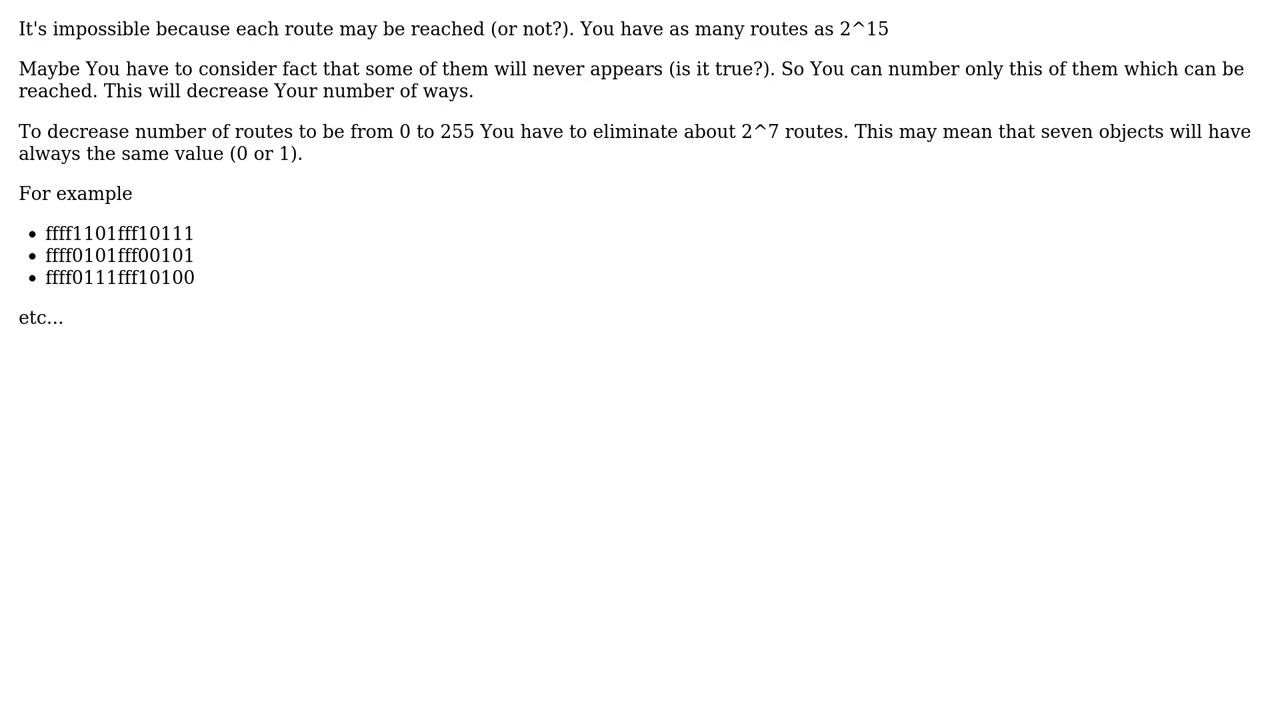 It's impossible because each route may be reached (or not?). You have as many routes as 2^15
Maybe You have to consider fact that some of them will never appears (is it true?). So You can number only this of them which can be
reached. This will decrease Your number of ways.
To decrease number of routes to be from 0 to 255 You have to eliminate about 2^7 routes. This may mean that seven objects will have
always the same value (0 or 1).
For example
• ffff1101fff10111
• ffff0101fff00101
• ffff0111fff10100
etc...